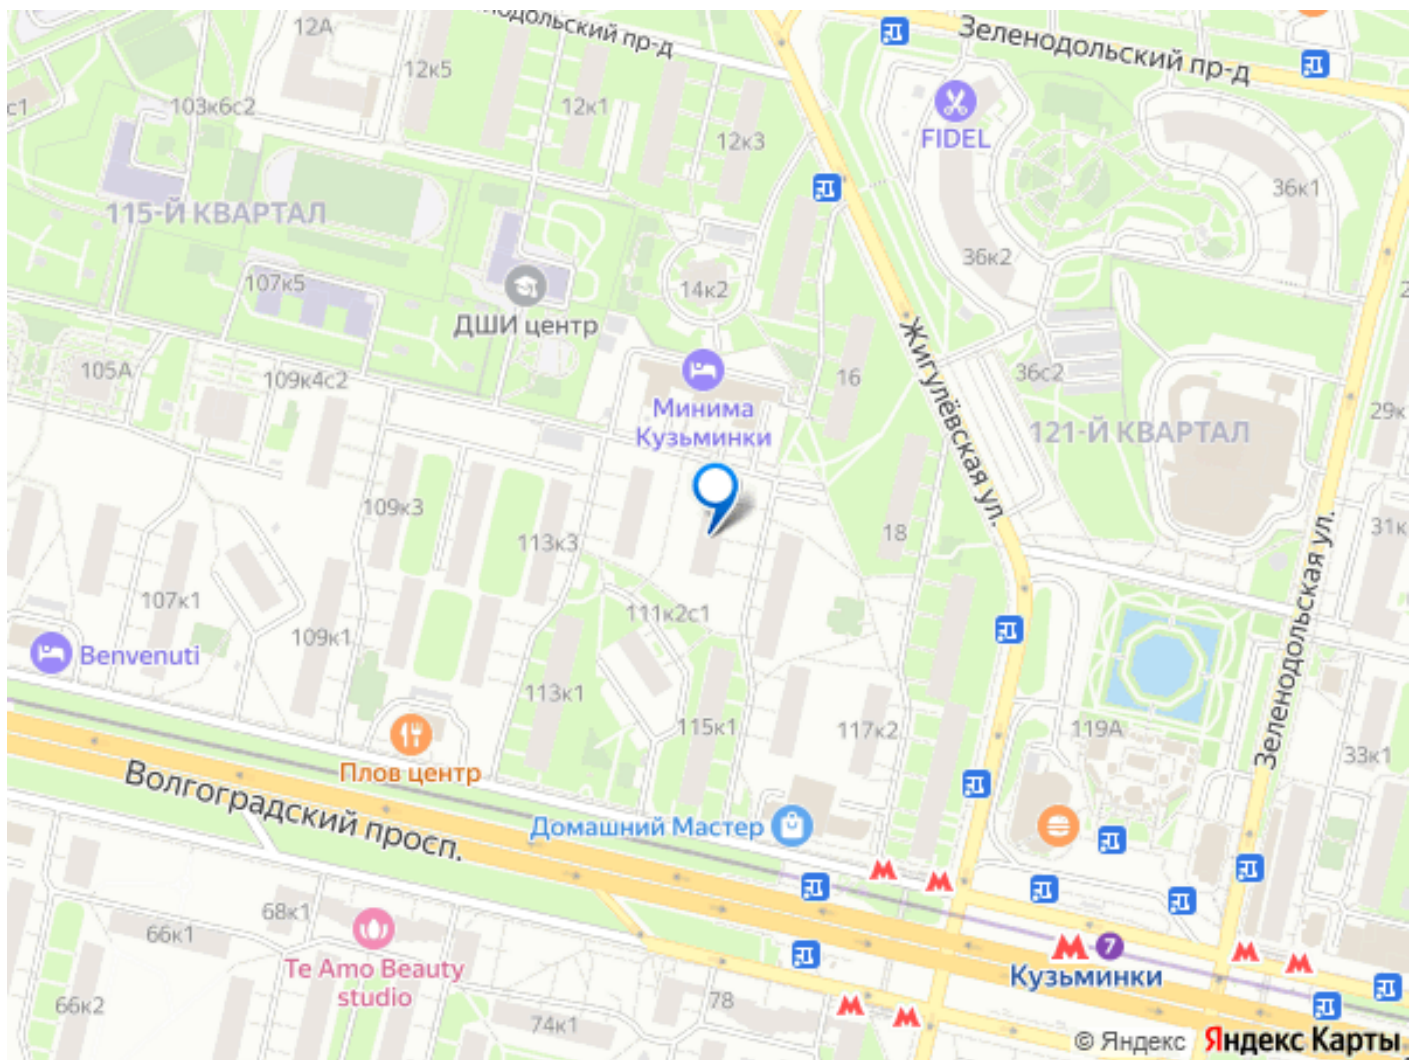 12А
Зеленодольский пр-д
12к5
103к6с2
12к1
12к3
FIDEL
36к1
115-Й КВАРТАЛ
36к2
107к5
14к2
ДШИ центр
Жигулёвская ул.
105А
109к4с2
16
36с2
Минима
Кузьминки
29к
121-Й КВАРТАЛ
109к3
113к3
18
31к
Зеленодольская ул.
107к1
111к2с1
109к1
Benvenuti
113к1
115к1
117к2
119А
33к1
Плов центр
Волгоградский просп.
Домашний Мастер
68к1
66к1
7
Te Amo Beauty
studio
Кузьминки
66к2
78
74к1
© Яндекс
Яндекс Карты